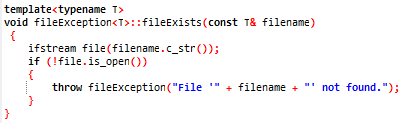 template<typename T>
void fileException<T>::fileExists(const T& filename)
{
ifstream file(filename.c_str());
if (!file.is_open())
{
throw fileException("File '" + filename + "' not found.");
}
}